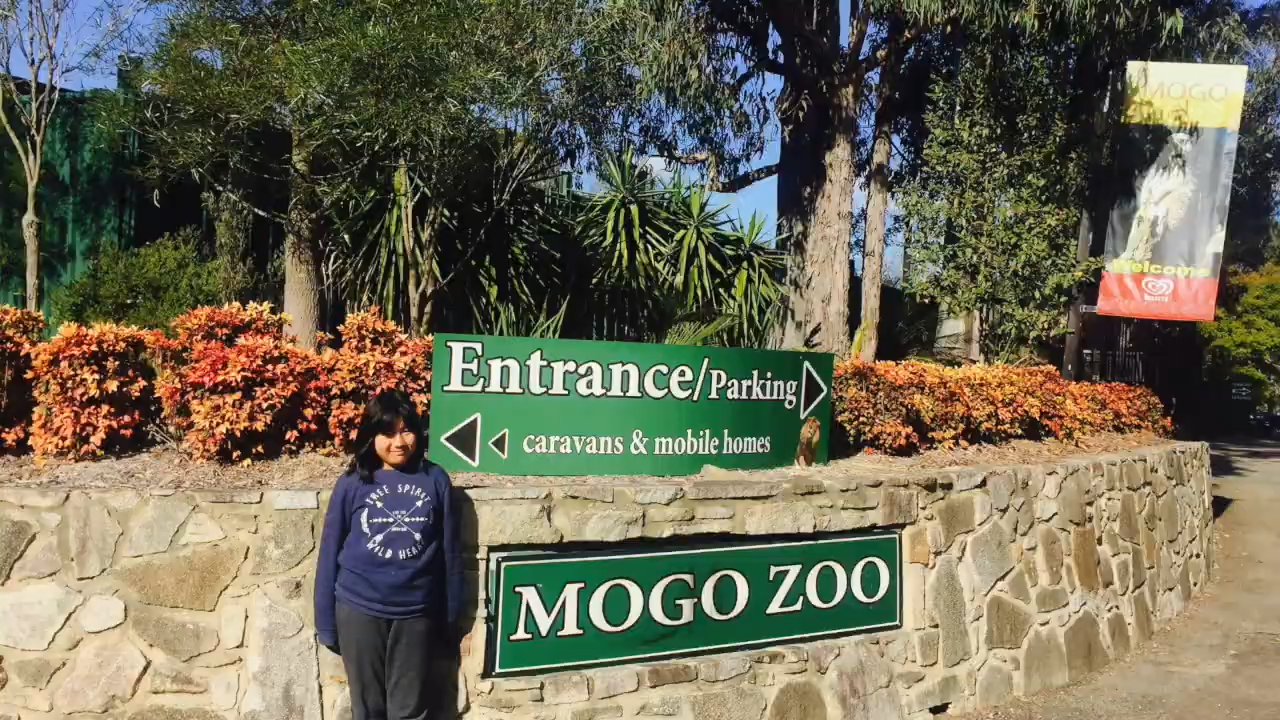 MOGO
Welcome
Entrance/Parking
caravans & mobile homes
FREE SPIRIT
WILD HEART
MOGO ZOO